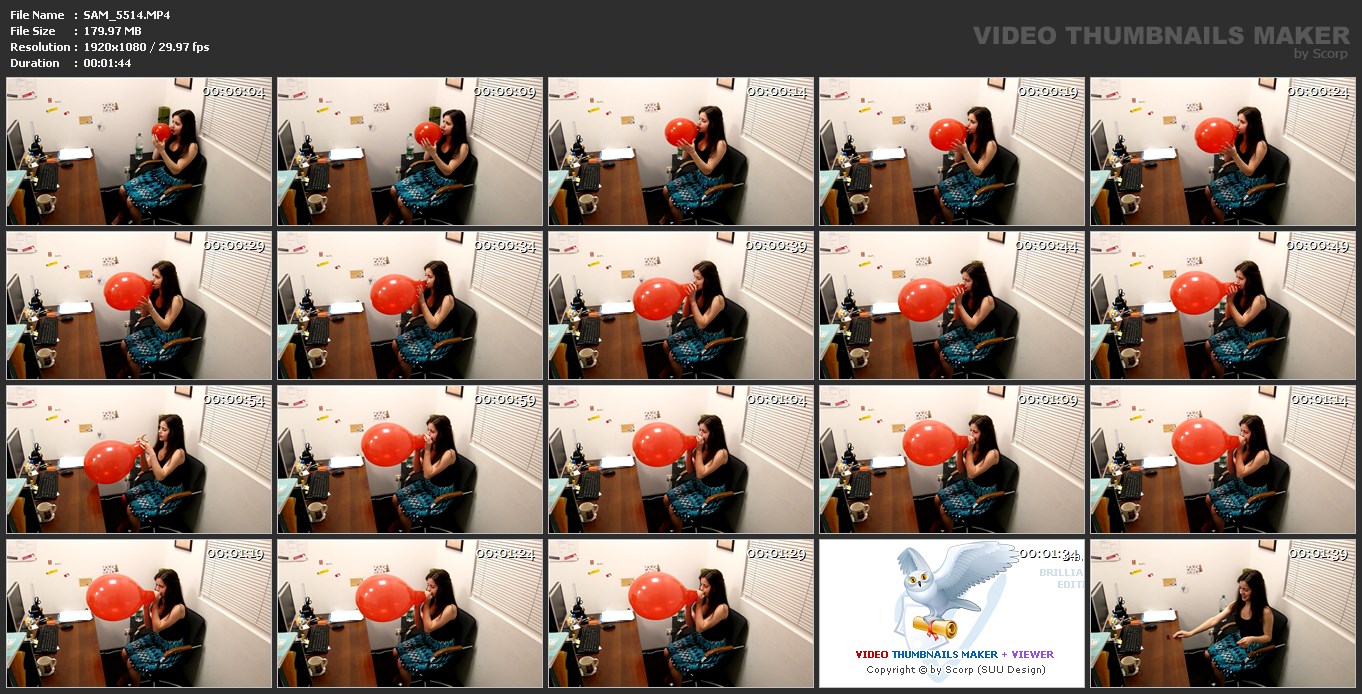 File Name : SAM_5514.MP4
File Size : 179.97 MB
Resolution : 1920x1080 / 29.97 fps
Duration : 00:01:44
VIDEO THUMBNAILS MAKER
by Scorp
00:00:04
00:00:09
00:00:14
00:00:19
00:00:24
00:00:29
00:00:34
00:00:39
00:00:44
00:00:49
00:00:54
00:00:59
00:01:04
00:01:09
00:01:14
00:01:19
00:01:24
00:01:29
00:01:34
00:01:39
BRILLIA
EDIT
VIDEO THUMBNAILS MAKER + VIEWER
Copyright © by Scorp (SUU Design)